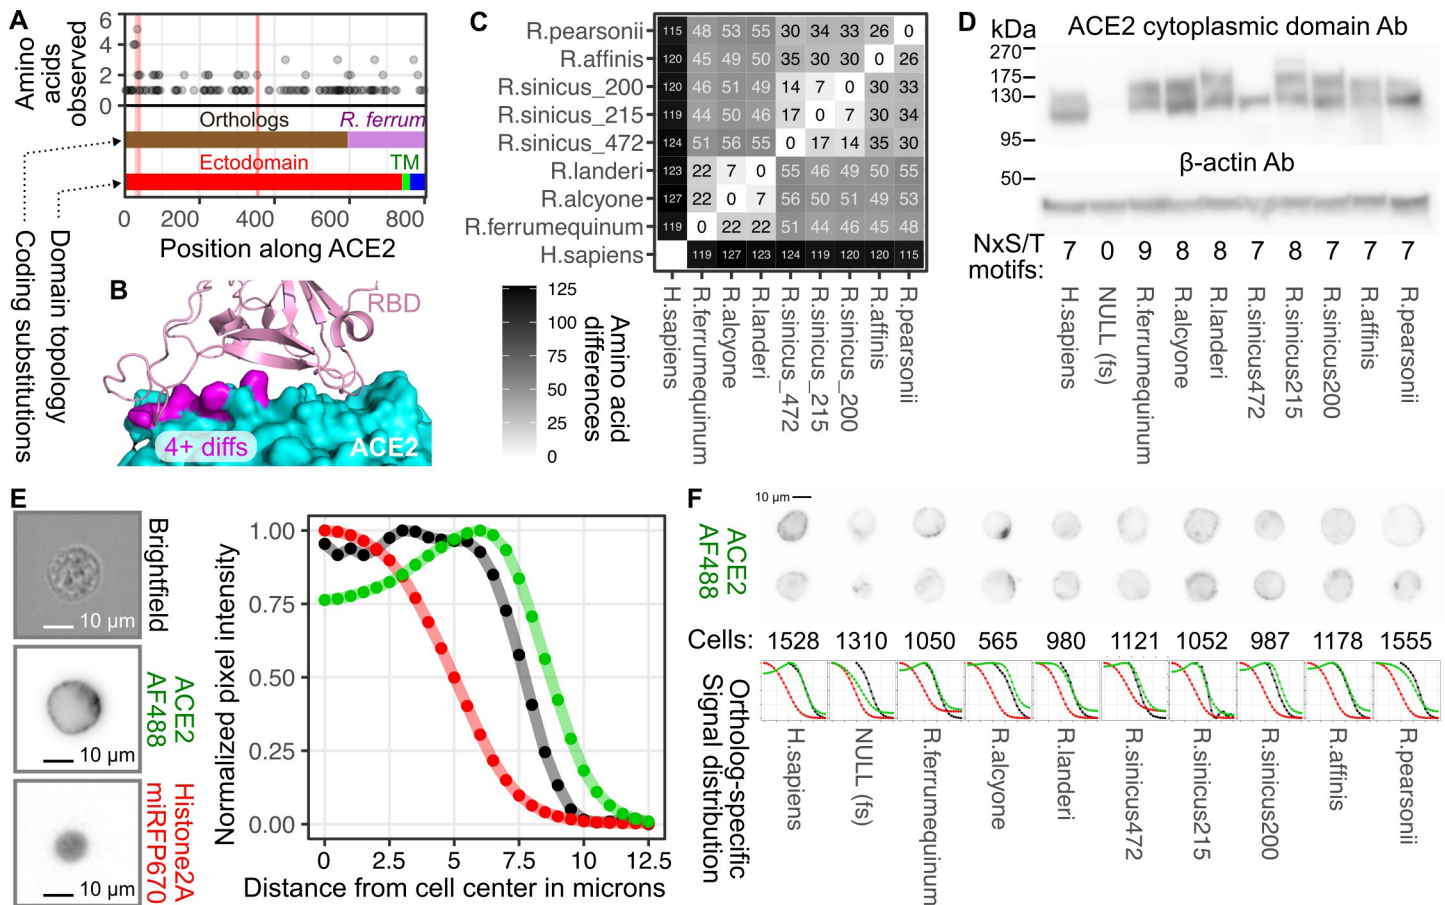 A
Amino
acids
observed
6
4
2
0
Orthologs
R. ferrum
Ectodomain
TM
0
200
400
600
800
Position along ACE2
Domain topology
Coding substitutions
B
RBD
4+ diffs
ACE2
C
R.pearsonii 115 48 53 55 30 34 33 26 0
R.affinis 120 45 49 50 35 30 30 0 26
R.sinicus_200 120 46 51 49 14 7 0 30 33
R.sinicus_215 119 44 50 46 17 0 7 30 34
R.sinicus_472 124 51 56 55 0 17 14 35 30
R.landeri 123 22 7 0 55 46 49 50 55
R.alcyone 127 22 0 7 56 50 51 49 53
R.ferrumequinum 119 0 22 22 51 44 46 45 48
H.sapiens 119 127 123 124 119 120 120 115
H.sapiens
R.ferrumequinum
R.alcyone
R.landeri
R.sinicus_472
R.sinicus_215
R.sinicus_200
R.affinis
R.pearsonii
125
100
75
50
25
0
Amino acid
differences
D
kDa
ACE2 cytoplasmic domain Ab
270
175
130
95
β-actin Ab
50
NxS/T
motifs:
7 0 9 8 8 7 8 7 7 7
H.sapiens
NULL (fs)
R.ferrumequinum
R.alcyone
R.landeri
R.sinicus472
R.sinicus215
R.sinicus200
R.affinis
R.pearsonii
E
Brightfield
10 µm
ACE2
AF488
10 µm
Histone2A
miRFP670
10 µm
Normalized pixel intensity
1.00
0.75
0.50
0.25
0.00
0
2.5
5
7.5
10
12.5
Distance from cell center in microns
F
10 µm
ACE2
AF488
Cells: 1528 1310 1050 565 980 1121 1052 987 1178 1555
Ortholog-specific
Signal distribution
H.sapiens
NULL (fs)
R.ferrumequinum
R.alcyone
R.landeri
R.sinicus472
R.sinicus215
R.sinicus200
R.affinis
R.pearsonii